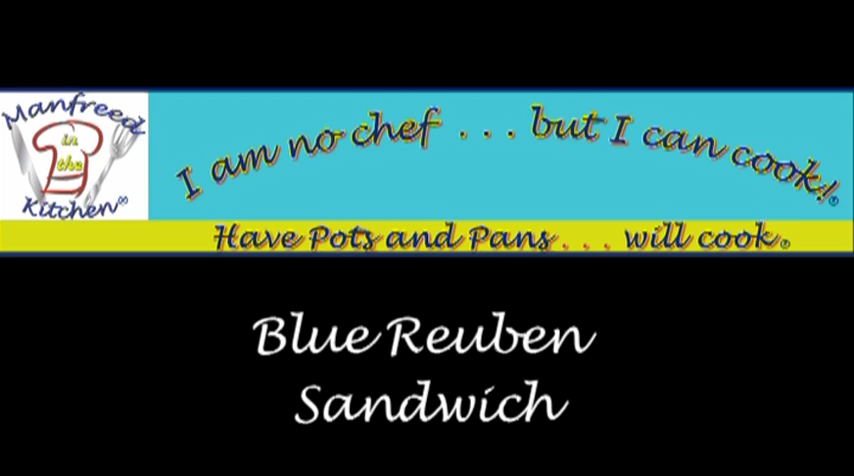 Manfreed
in
the
Kitchen®
I am no chef . . . but I can cook!®
Have Pots and Pans . . . will cook.®
Blue Reuben
Sandwich